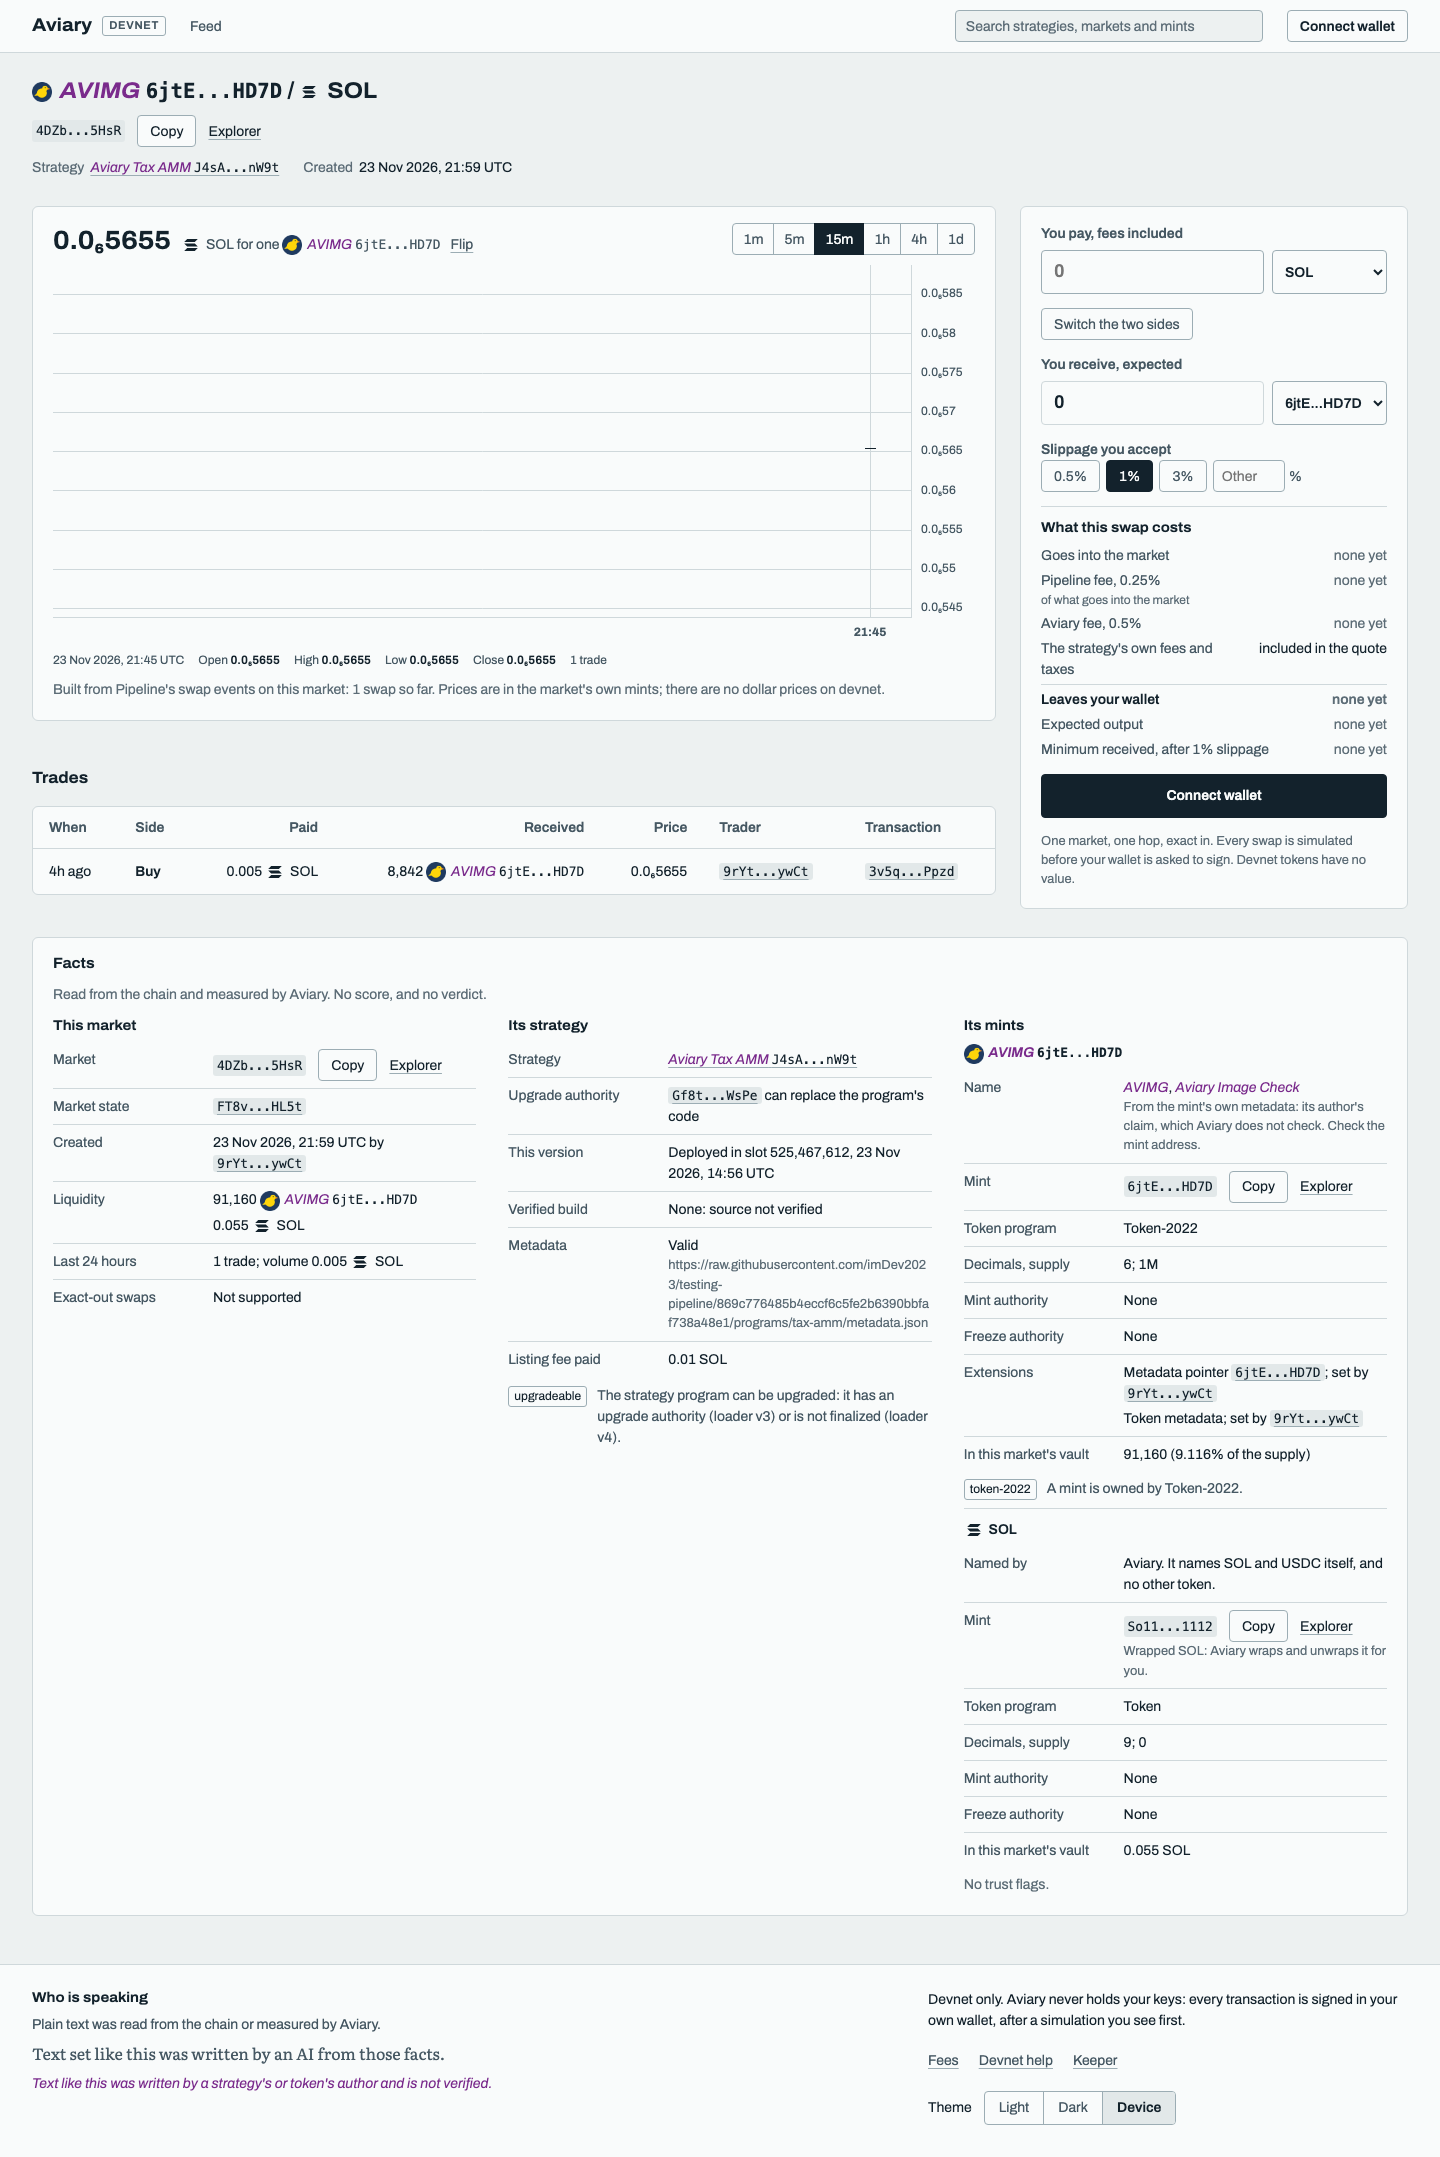 Aviary DEVNET Feed Search strategies, markets and mints Connect wallet
AVIMG 6jtE...HD7D / SOL
4DZb...5HsR Copy Explorer
Strategy Aviary Tax AMM J4sA...nW9t Created 23 Nov 2026, 21:59 UTC
0.0₆5655 SOL for one AVIMG 6jtE...HD7D Flip 1m 5m 15m 1h 4h 1d
0.0₆585
0.0₆58
0.0₆575
0.0₆57
0.0₆565
0.0₆56
0.0₆555
0.0₆55
0.0₆545
21:45
23 Nov 2026, 21:45 UTC Open 0.0₆5655 High 0.0₆5655 Low 0.0₆5655 Close 0.0₆5655 1 trade
Built from Pipeline's swap events on this market: 1 swap so far. Prices are in the market's own mints; there are no dollar prices on devnet.
You pay, fees included
0 SOL
Switch the two sides
You receive, expected
0 6jtE...HD7D
Slippage you accept
0.5% 1% 3% Other %
What this swap costs
Goes into the market none yet
Pipeline fee, 0.25% none yet
of what goes into the market
Aviary fee, 0.5% none yet
The strategy's own fees and included in the quote
taxes
Leaves your wallet none yet
Expected output none yet
Minimum received, after 1% slippage none yet
Connect wallet
One market, one hop, exact in. Every swap is simulated
before your wallet is asked to sign. Devnet tokens have no
value.
Trades
When Side Paid Received Price Trader Transaction
4h ago Buy 0.005 SOL 8,842 AVIMG 6jtE...HD7D 0.0₆5655 9rYt...ywCt 3v5q...Ppzd
Facts
Read from the chain and measured by Aviary. No score, and no verdict.
This market
Market 4DZb...5HsR Copy Explorer
Market state FT8v...HL5t
Created 23 Nov 2026, 21:59 UTC by
9rYt...ywCt
Liquidity 91,160 AVIMG 6jtE...HD7D
0.055 SOL
Last 24 hours 1 trade; volume 0.005 SOL
Exact-out swaps Not supported
Its strategy
Strategy Aviary Tax AMM J4sA...nW9t
Upgrade authority Gf8t...WsPe can replace the program's
code
This version Deployed in slot 525,467,612, 23 Nov
2026, 14:56 UTC
Verified build None: source not verified
Metadata Valid
https://raw.githubusercontent.com/imDev202
3/testing-
pipeline/869c776485b4eccf6c5fe2b6390bbfa
f738a48e1/programs/tax-amm/metadata.json
Listing fee paid 0.01 SOL
upgradeable The strategy program can be upgraded: it has an
upgrade authority (loader v3) or is not finalized (loader
v4).
Its mints
AVIMG 6jtE...HD7D
Name AVIMG, Aviary Image Check
From the mint's own metadata: its author's
claim, which Aviary does not check. Check the
mint address.
Mint 6jtE...HD7D Copy Explorer
Token program Token-2022
Decimals, supply 6; 1M
Mint authority None
Freeze authority None
Extensions Metadata pointer 6jtE...HD7D; set by
9rYt...ywCt
Token metadata; set by 9rYt...ywCt
In this market's vault 91,160 (9.116% of the supply)
token-2022 A mint is owned by Token-2022.
SOL
Named by Aviary. It names SOL and USDC itself, and
no other token.
Mint So11...1112 Copy Explorer
Wrapped SOL: Aviary wraps and unwraps it for
you.
Token program Token
Decimals, supply 9; 0
Mint authority None
Freeze authority None
In this market's vault 0.055 SOL
No trust flags.
Who is speaking
Plain text was read from the chain or measured by Aviary.
Text set like this was written by an AI from those facts.
Text like this was written by a strategy's or token's author and is not verified.
Devnet only. Aviary never holds your keys: every transaction is signed in your
own wallet, after a simulation you see first.
Fees Devnet help Keeper
Theme Light Dark Device